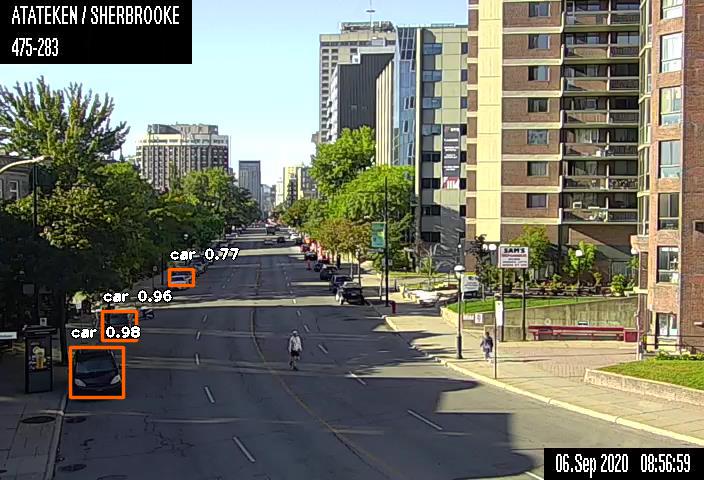 ATATEKEN / SHERBROOKE
475-283
car 0.77
car 0.96
car 0.98
SAM'S
06.Sep 2020 08:56:59